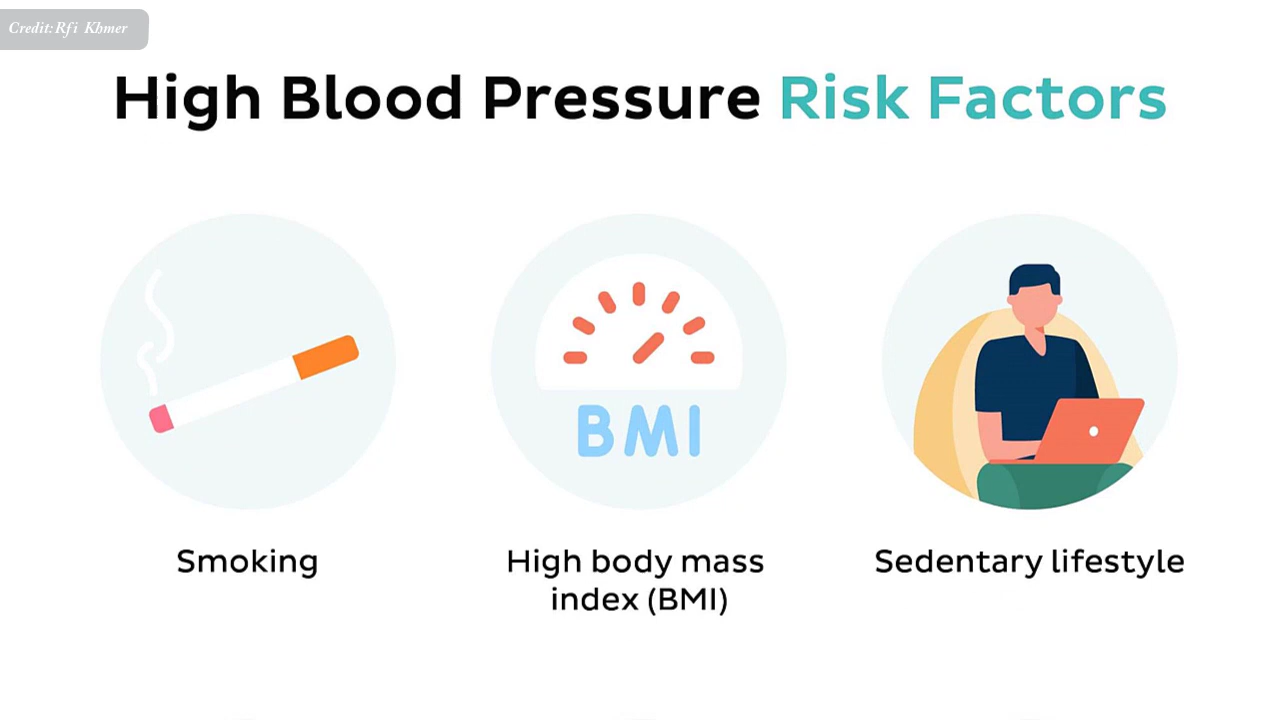 Credit: Rfi Khmer
High Blood Pressure Risk Factors
BMI
Smoking
High body mass
index (BMI)
Sedentary lifestyle